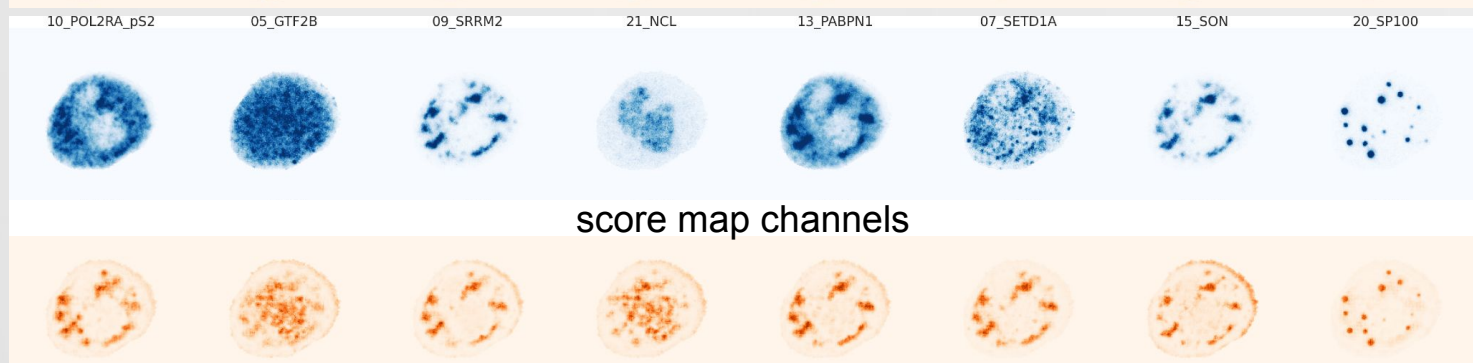 10_POL2RA_pS2 05_GTF2B 09_SRRM2 21_NCL 13_PABPN1 07_SETD1A 15_SON 20_SP100
score map channels